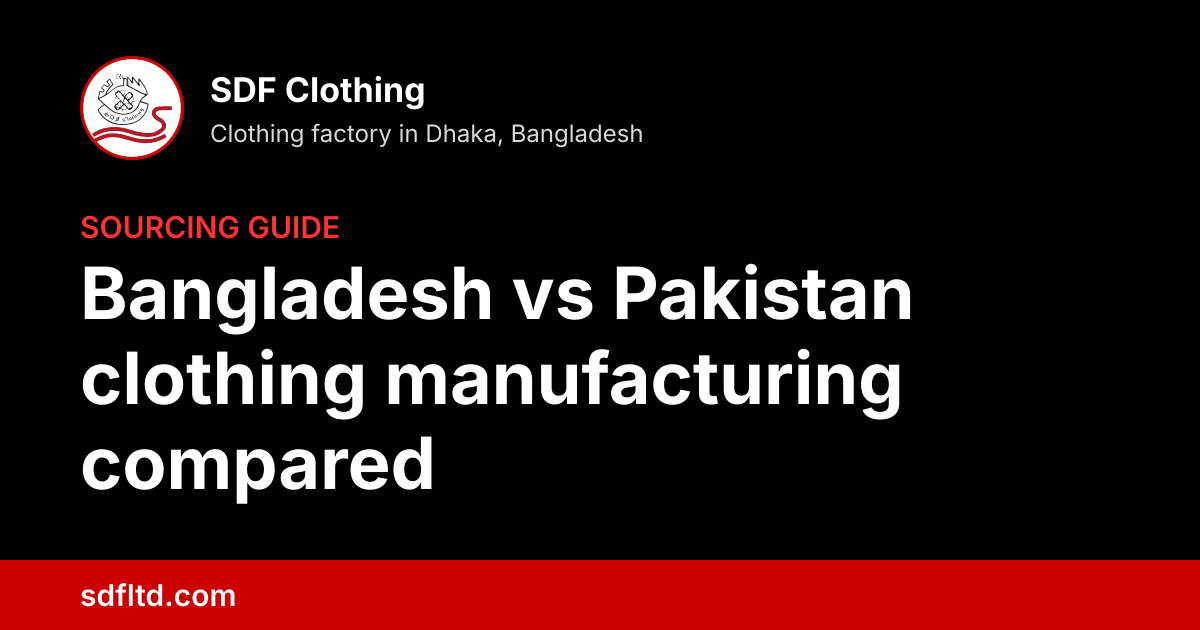 SDF Clothing
Clothing factory in Dhaka, Bangladesh
SOURCING GUIDE
Bangladesh vs Pakistan
clothing manufacturing
compared
sdfltd.com